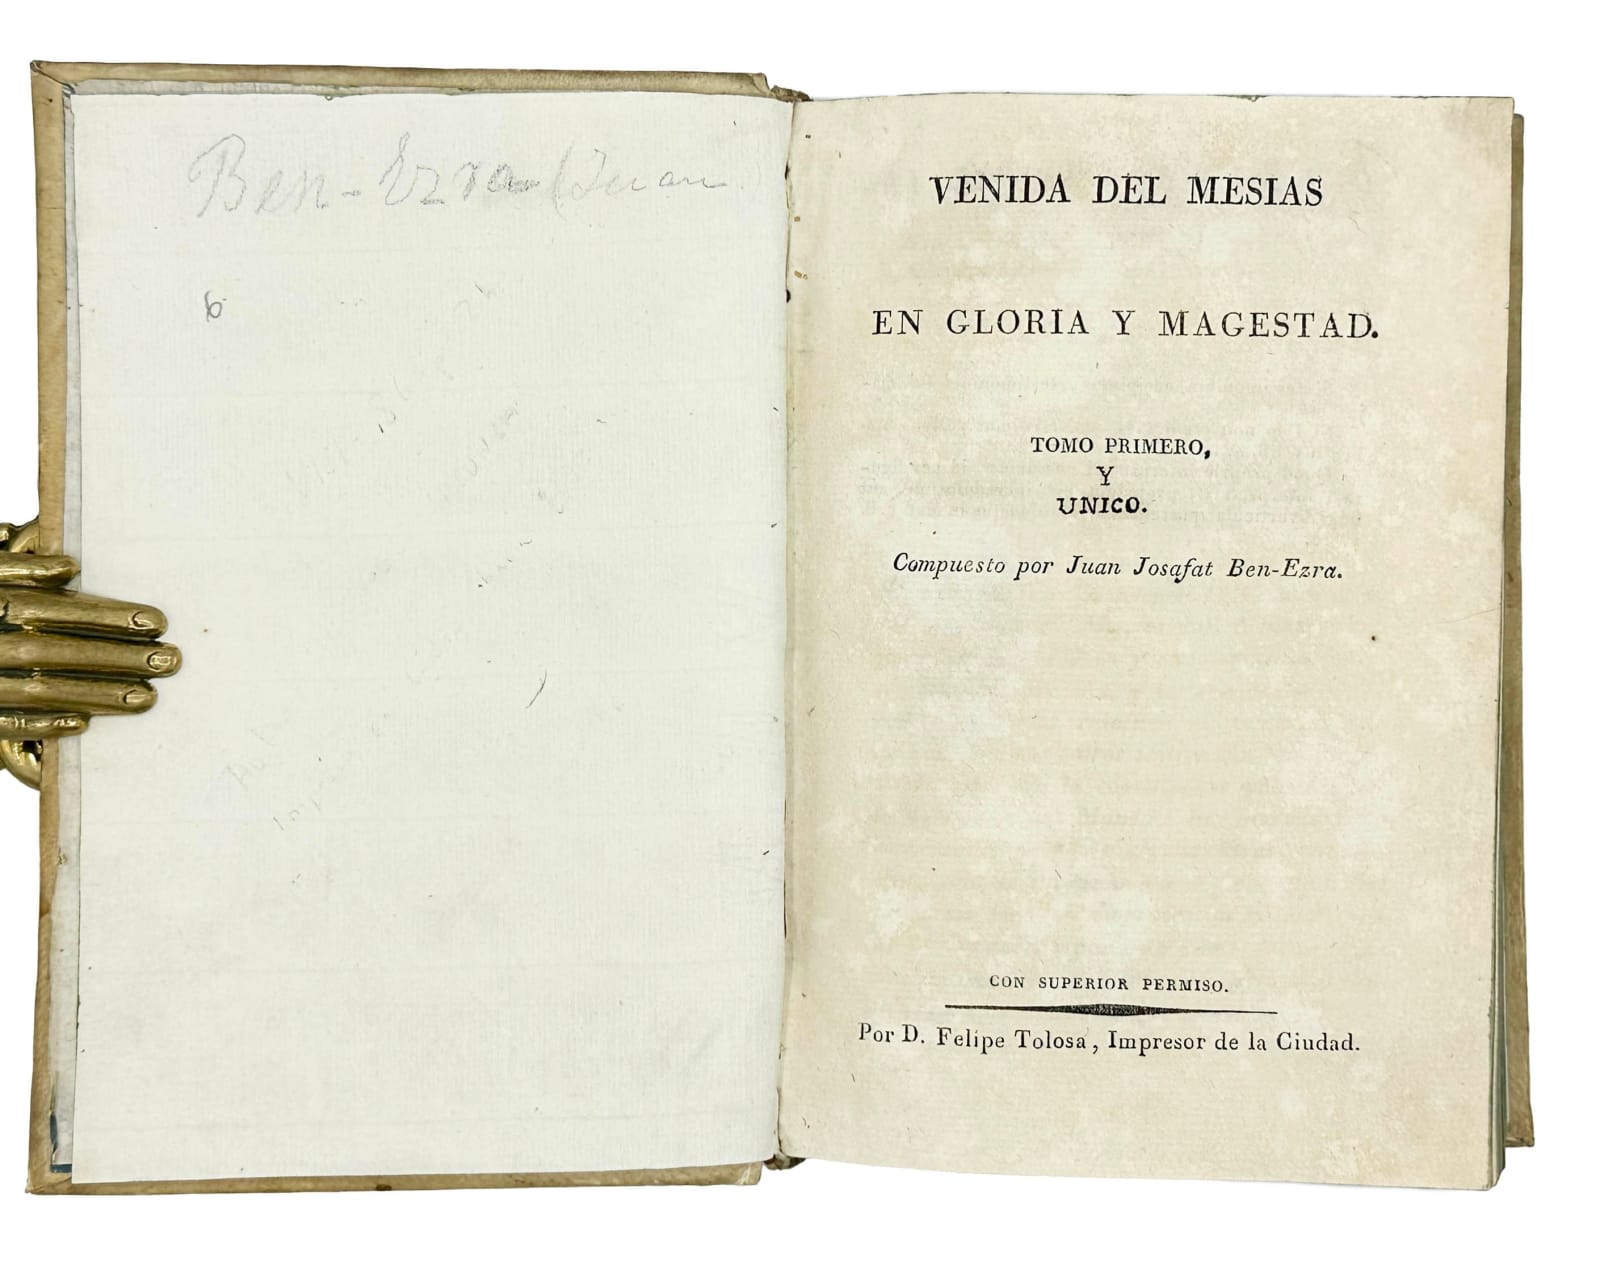 Ben-Ezra (Juan
6
VENIDA DEL MESIAS
EN GLORIA Y MAGESTAD.
TOMO PRIMERO,
Y
UNICO.
Compuesto por Juan Josafat Ben-Ezra.
CON SUPERIOR PERMISO.
Por D. Felipe Tolosa, Impresor de la Ciudad.